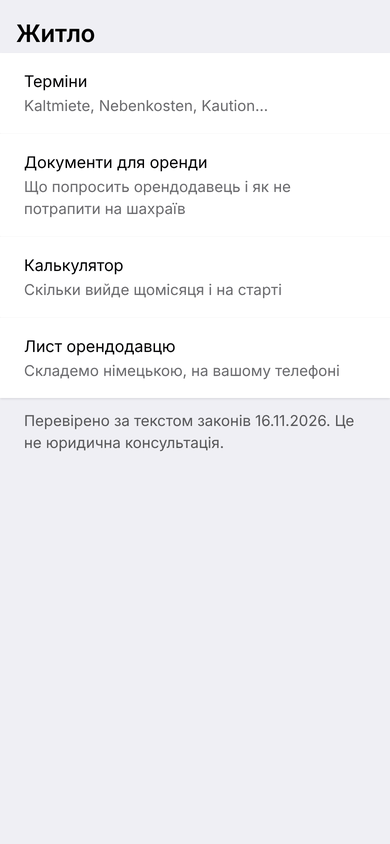 Житло
Терміни
Kaltmiete, Nebenkosten, Kaution...
Документи для оренди
Що попросить орендодавець і як не
потрапити на шахраїв
Калькулятор
Скільки вийде щомісяця і на старті
Лист орендодавцю
Складемо німецькою, на вашому телефоні
Перевірено за текстом законів 16.11.2026. Це
не юридична консультація.